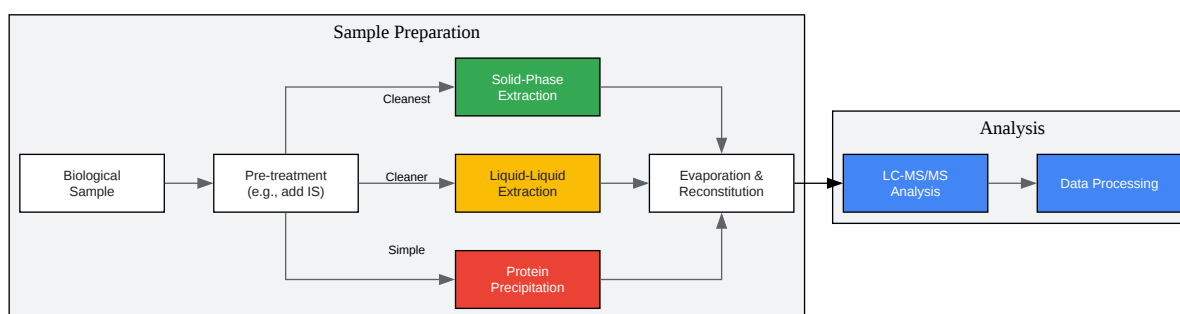 Sample Preparation
Solid-Phase
Extraction
Cleanest
Analysis
Biological
Sample
Pre-treatment
(e.g., add IS)
Cleaner
Liquid-Liquid
Extraction
Evaporation &
Reconstitution
LC-MS/MS
Analysis
Data Processing
Simple
Protein
Precipitation